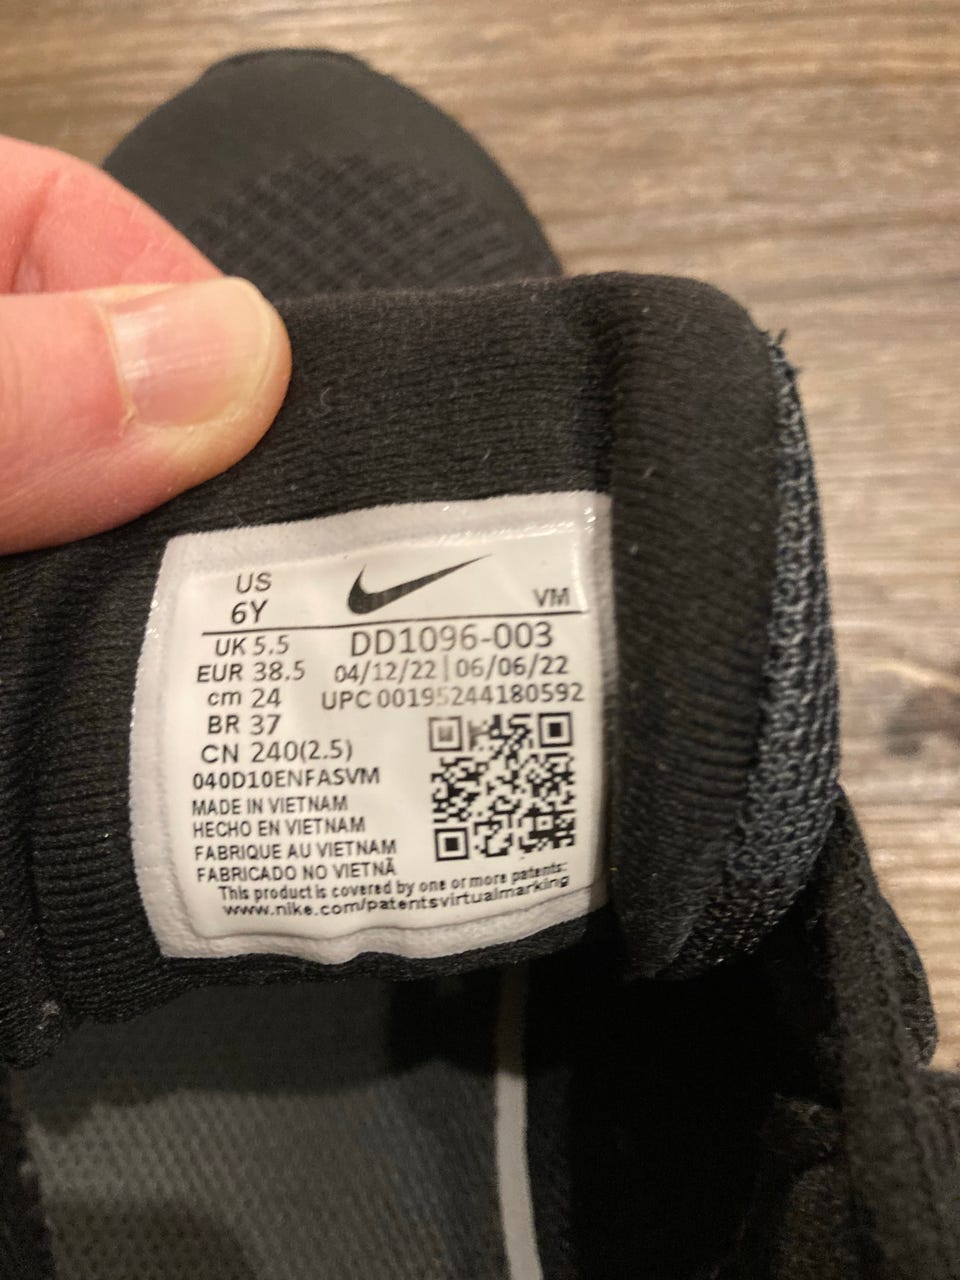 US
6Y
VM
UK 5.5
DD1096-003
EUR 38.5
04/12/22 | 06/06/22
cm 24
UPC 00195244180592
BR 37
CN 240(2.5)
040D10ENFASVM
MADE IN VIETNAM
HECHO EN VIETNAM
FABRIQUE AU VIETNAM
FABRICADO NO VIETNÃ
This product is covered by one or more patents:
www.nike.com/patentsvirtualmarking